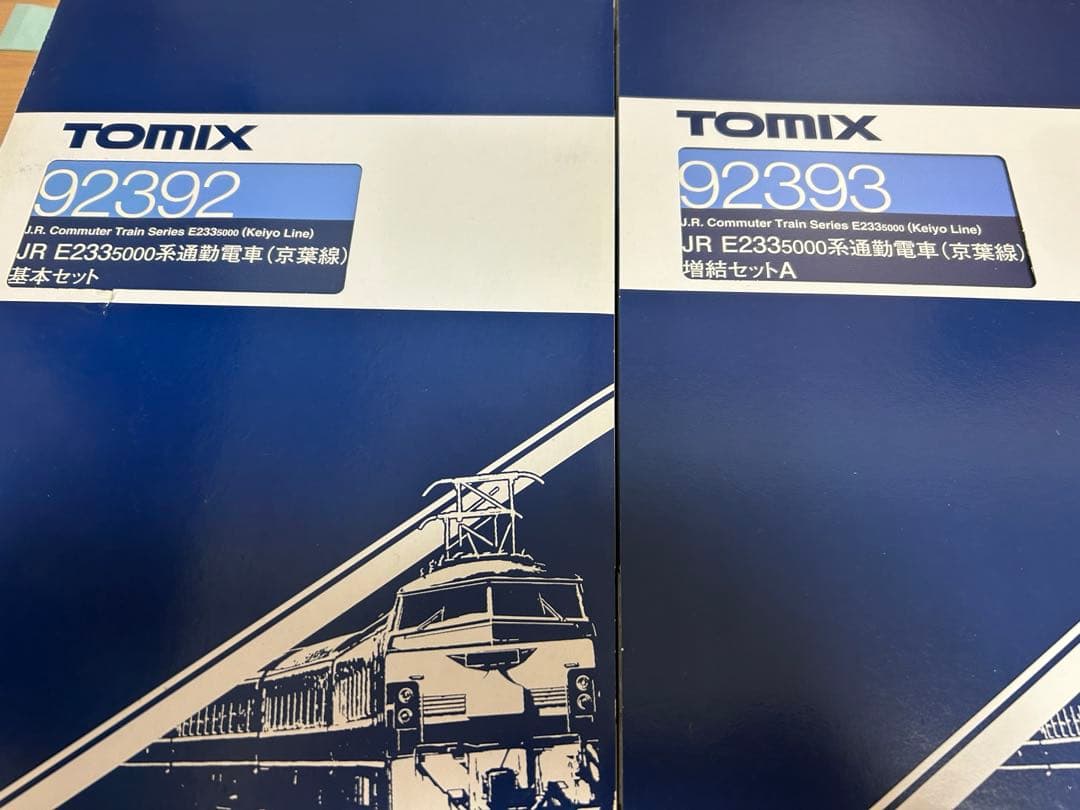 TOMIX
92392
J.R. Commuter Train Series E2335000 (Keiyo Line)
JR E2335000系通勤電車(京葉線)
基本セット
TOMIX
92393
J.R. Commuter Train Series E2335000 (Keiyo Line)
JR E2335000系通勤電車(京葉線)
増結セットA